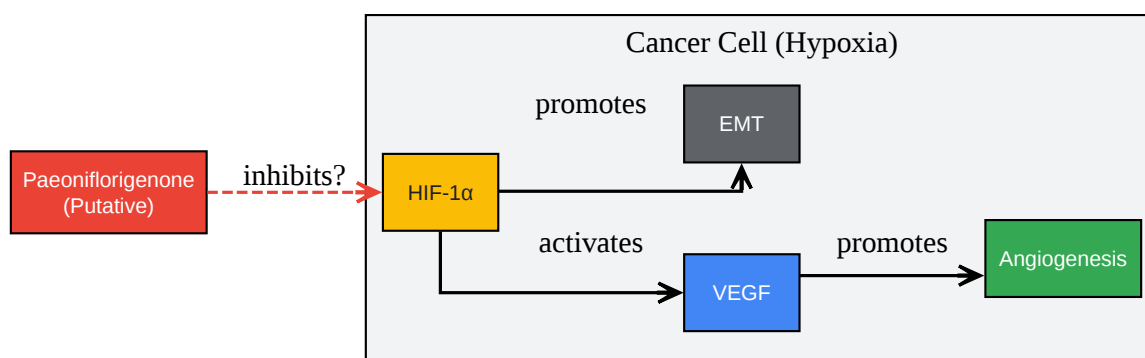 Cancer Cell (Hypoxia)
promotes
EMT
Paeoniflorigenone
(Putative)
inhibits?
HIF-1α
activates
VEGF
promotes
Angiogenesis